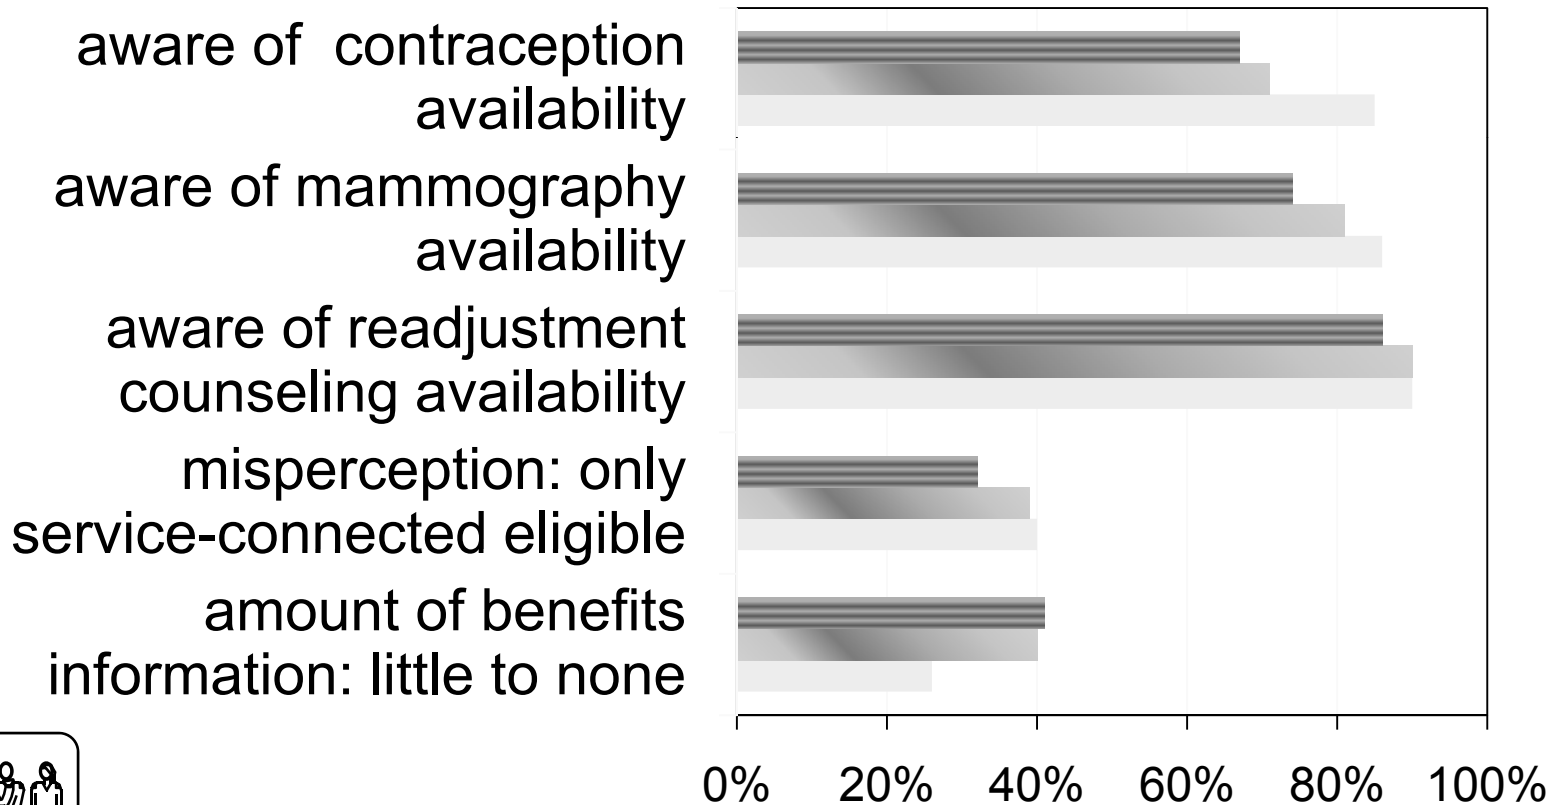 aware of  contraception
availability
aware of mammography
availability
aware of readjustment
counseling availability
misperception: only
service-connected eligible
amount of benefits
information: little to none
0% 20% 40% 60% 80% 100%